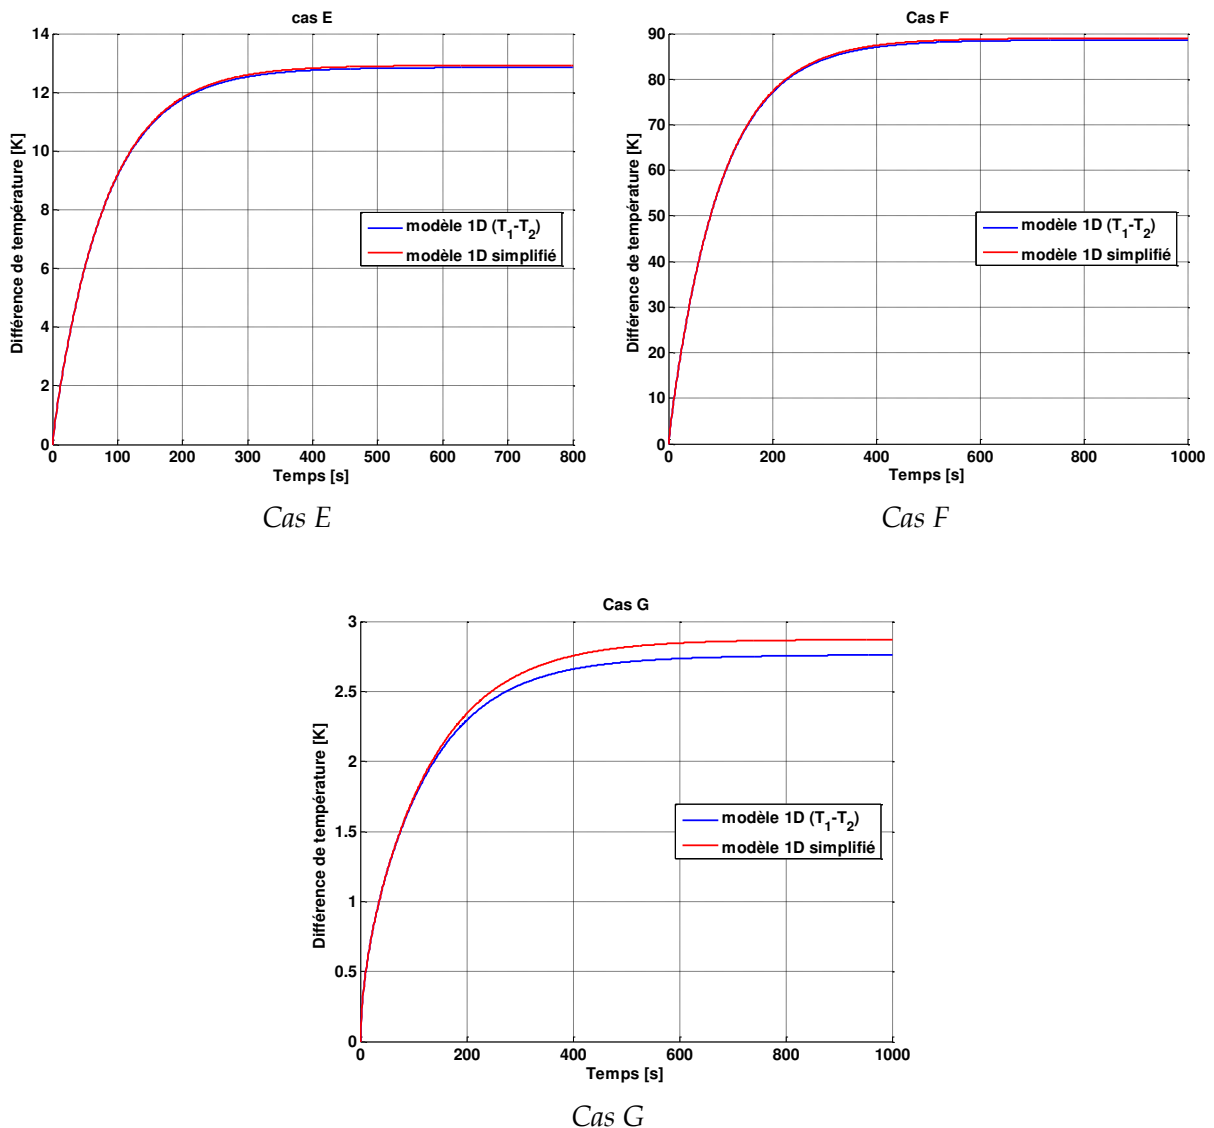 cas E
14
12
10
8
6
4
2
0
0 100 200 300 400 500 600 700 800
Différence de température [K]
Temps [s]
modèle 1D (T1-T2)
modèle 1D simplifié
Cas E
Cas F
90
80
70
60
50
40
30
20
10
0
0 200 400 600 800 1000
Différence de température [K]
Temps [s]
modèle 1D (T1-T2)
modèle 1D simplifié
Cas F
Cas G
3
2.5
2
1.5
1
0.5
0
0 200 400 600 800 1000
Différence de température [K]
Temps [s]
modèle 1D (T1-T2)
modèle 1D simplifié
Cas G